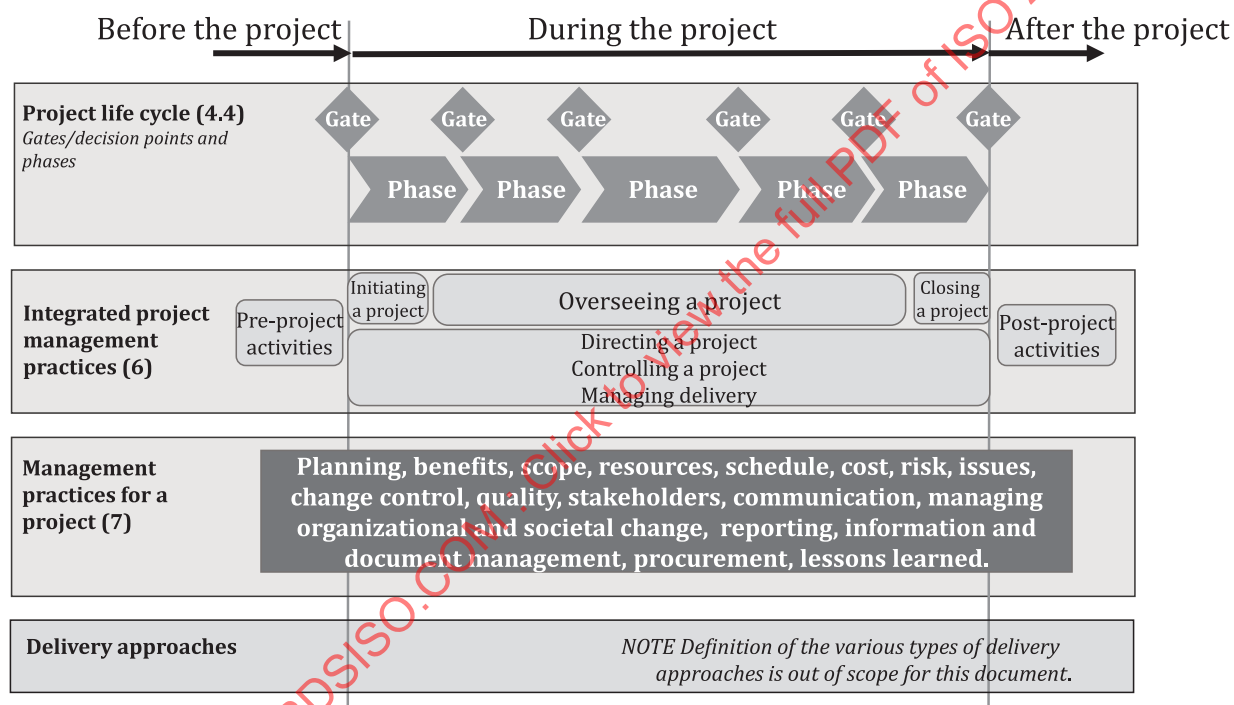 Before the project
During the project
After the project
Project life cycle (4.4)
Gates/decision points and
phases
Gate
Gate
Gate
Gate
Gate
Gate
Phase
Phase
Phase
Phase
Phase
Integrated project
management
practices (6)
Pre-project
activities
Initiating
a project
Overseeing a project
Closing
a project
Directing a project
Controlling a project
Managing delivery
Post-project
activities
Management
practices for a
project (7)
Planning, benefits, scope, resources, schedule, cost, risk, issues,
change control, quality, stakeholders, communication, managing
organizational and societal change, reporting, information and
document management, procurement, lessons learned.
Delivery approaches
NOTE Definition of the various types of delivery
approaches is out of scope for this document.
DSISO.COM : Click to view the full PDF of ISO